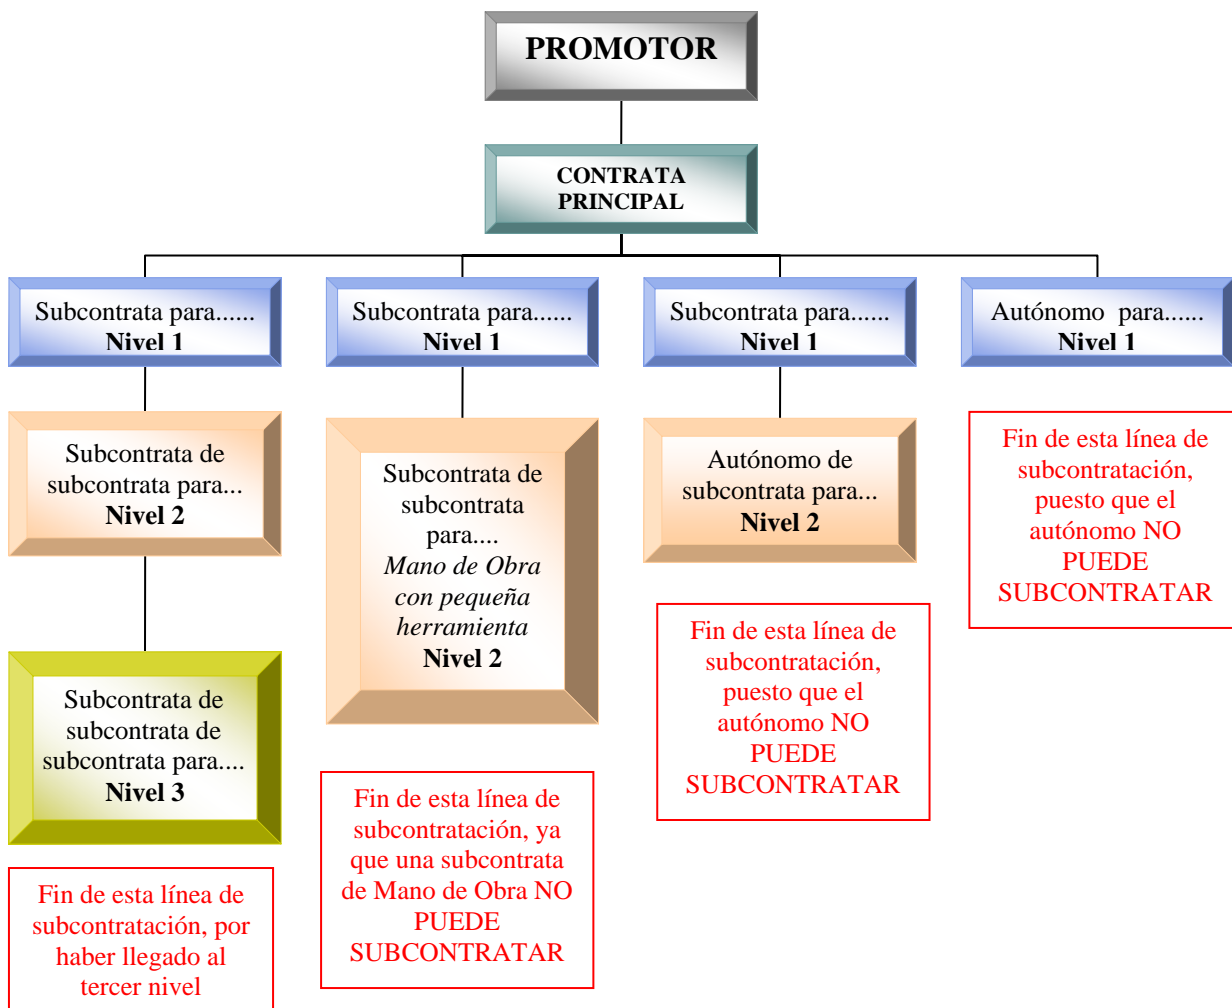 PROMOTOR
CONTRATA
PRINCIPAL
Subcontrata para......
Nivel 1
Subcontrata para......
Nivel 1
Subcontrata para......
Nivel 1
Autónomo para......
Nivel 1
Subcontrata de
subcontrata para...
Nivel 2
Subcontrata de
subcontrata
para....
Mano de Obra
con pequeña
herramienta
Nivel 2
Autónomo de
subcontrata para...
Nivel 2
Fin de esta línea de
subcontratación,
puesto que el
autónomo NO
PUEDE
SUBCONTRATAR
Fin de esta línea de
subcontratación,
puesto que el
autónomo NO
PUEDE
SUBCONTRATAR
Subcontrata de
subcontrata de
subcontrata para....
Nivel 3
Fin de esta línea de
subcontratación, ya
que una subcontrata
de Mano de Obra NO
PUEDE
SUBCONTRATAR
Fin de esta línea de
subcontratación, por
haber llegado al
tercer nivel